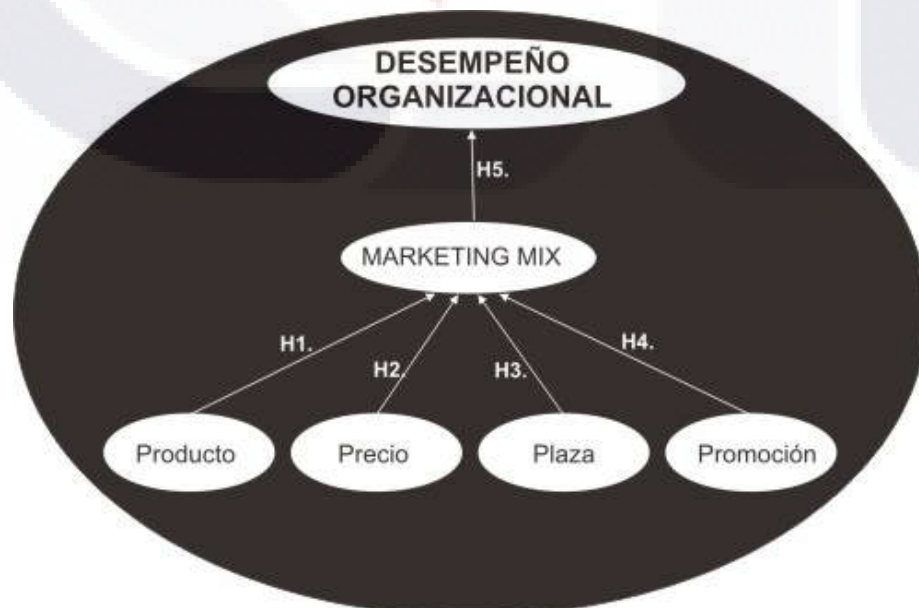 DESEMPEÑO
ORGANIZACIONAL
H5.
MARKETING MIX
H1.
H2.
H3.
H4.
Producto
Precio
Plaza
Promoción